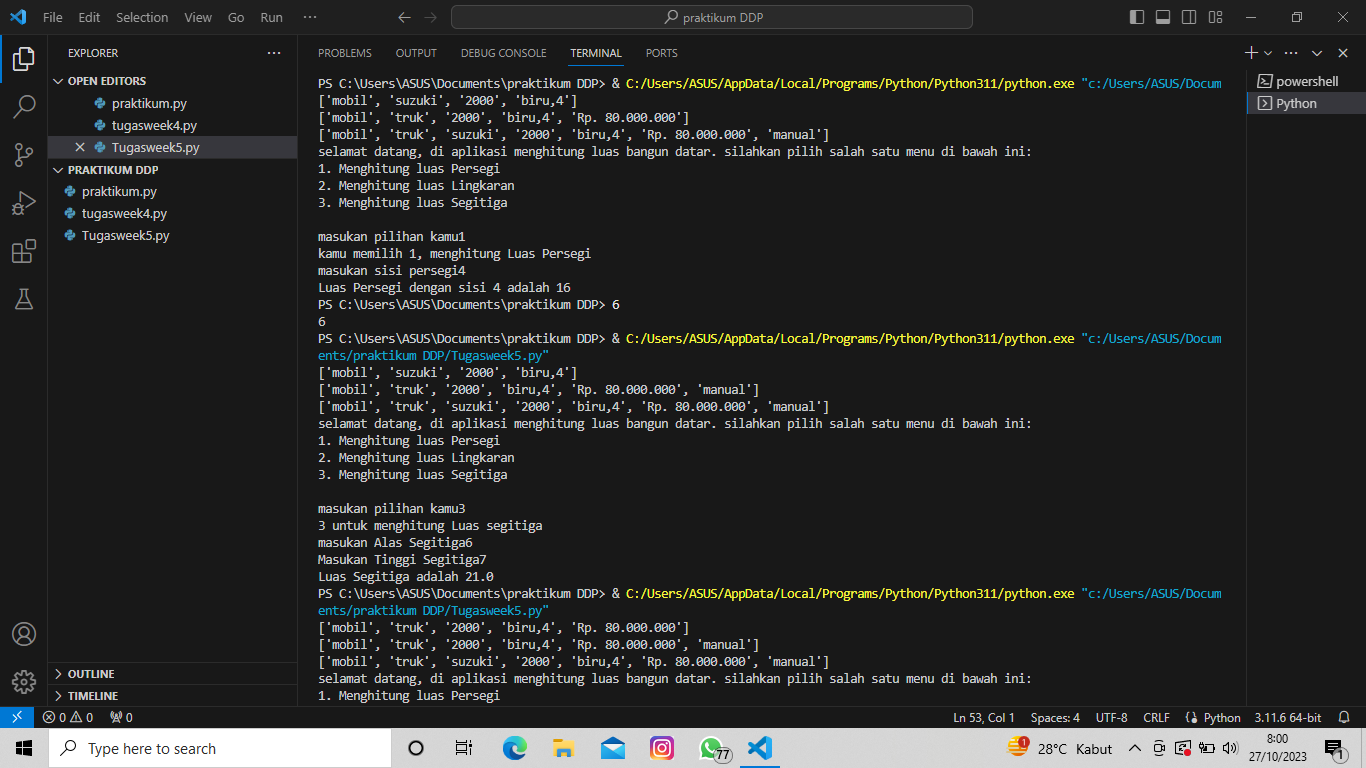 File Edit Selection View Go Run ··· praktikum DDP
EXPLORER ···
OPEN EDITORS
praktikum.py
tugasweek4.py
Tugasweek5.py
PRAKTIKUM DDP
praktikum.py
tugasweek4.py
Tugasweek5.py
OUTLINE
TIMELINE
PROBLEMS OUTPUT DEBUG CONSOLE TERMINAL PORTS
PS C:\Users\ASUS\Documents\praktikum DDP> & C:/Users/ASUS/AppData/Local/Programs/Python/Python311/python.exe "c:/Users/ASUS/Docum
['mobil', 'suzuki', '2000', 'biru,4']
['mobil', 'truk', '2000', 'biru,4', 'Rp. 80.000.000']
['mobil', 'truk', 'suzuki', '2000', 'biru,4', 'Rp. 80.000.000', 'manual']
selamat datang, di aplikasi menghitung luas bangun datar. silahkan pilih salah satu menu di bawah ini:
1. Menghitung luas Persegi
2. Menghitung luas Lingkaran
3. Menghitung luas Segitiga
masukan pilihan kamu1
kamu memilih 1, menghitung Luas Persegi
masukan sisi persegi4
Luas Persegi dengan sisi 4 adalah 16
PS C:\Users\ASUS\Documents\praktikum DDP> 6
6
PS C:\Users\ASUS\Documents\praktikum DDP> & C:/Users/ASUS/AppData/Local/Programs/Python/Python311/python.exe "c:/Users/ASUS/Docum
ents/praktikum DDP/Tugasweek5.py"
['mobil', 'suzuki', '2000', 'biru,4']
['mobil', 'truk', '2000', 'biru,4', 'Rp. 80.000.000', 'manual']
['mobil', 'truk', 'suzuki', '2000', 'biru,4', 'Rp. 80.000.000', 'manual']
selamat datang, di aplikasi menghitung luas bangun datar. silahkan pilih salah satu menu di bawah ini:
1. Menghitung luas Persegi
2. Menghitung luas Lingkaran
3. Menghitung luas Segitiga
masukan pilihan kamu3
3 untuk menghitung Luas segitiga
masukan Alas Segitiga6
Masukan Tinggi Segitiga7
Luas Segitiga adalah 21.0
PS C:\Users\ASUS\Documents\praktikum DDP> & C:/Users/ASUS/AppData/Local/Programs/Python/Python311/python.exe "c:/Users/ASUS/Docum
ents/praktikum DDP/Tugasweek5.py"
['mobil', 'truk', '2000', 'biru,4', 'Rp. 80.000.000']
['mobil', 'truk', '2000', 'biru,4', 'Rp. 80.000.000', 'manual']
['mobil', 'truk', 'suzuki', '2000', 'biru,4', 'Rp. 80.000.000', 'manual']
selamat datang, di aplikasi menghitung luas bangun datar. silahkan pilih salah satu menu di bawah ini:
1. Menghitung luas Persegi
powershell
Python
0 0 0 Ln 53, Col 1 Spaces: 4 UTF-8 CRLF Python 3.11.6 64-bit
Type here to search 77 1 28°C Kabut 8:00
27/10/2023 1